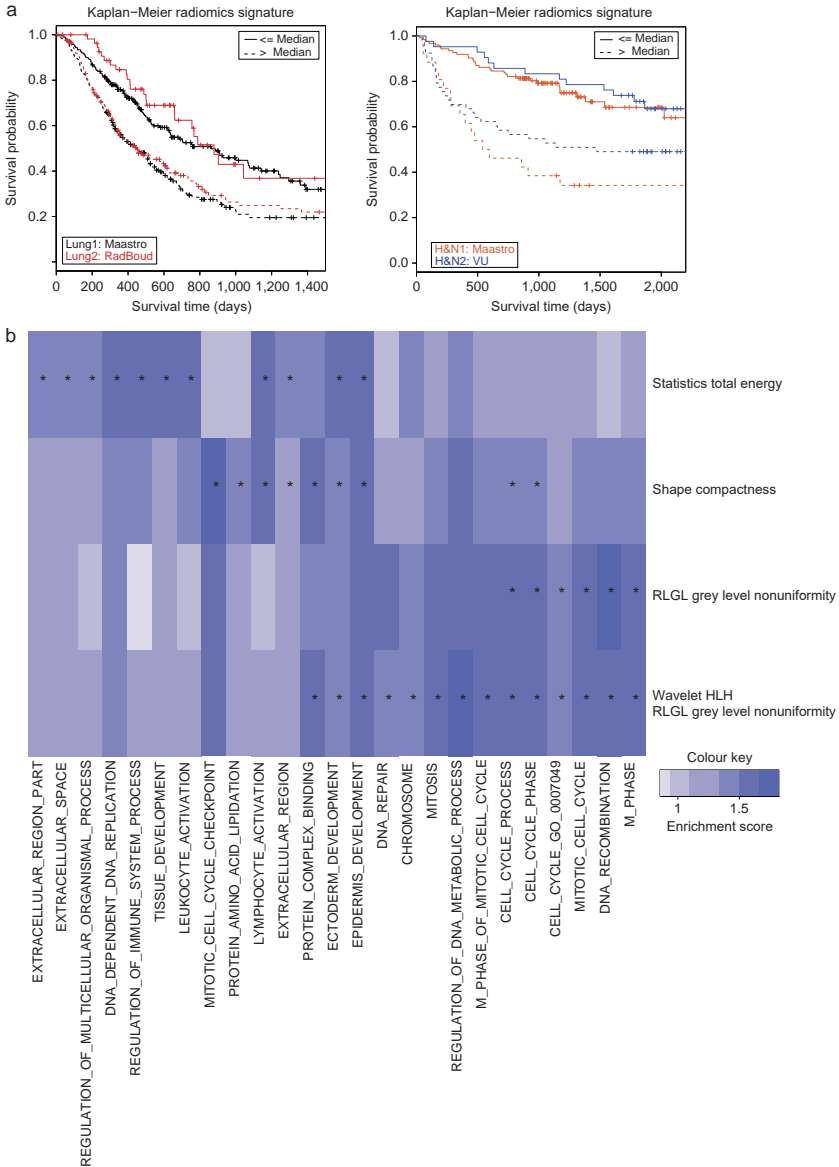 a
Kaplan−Meier radiomics signature
<= Median
> Median
Survival probability
1.0
0.8
0.6
0.4
0.2
Lung1: Maastro
Lung2: RadBoud
0 200 400 600 800 1,000 1,400
Survival time (days)
Kaplan−Meier radiomics signature
<= Median
> Median
Survival probability
1.0
0.8
0.6
0.4
0.2
0.0
H&N1: Maastro
H&N2: VU
0 500 1,000 1,500 2,000
Survival time (days)
b
* * * * * * * * * * *
Statistics total energy
* * * * * * * * *
Shape compactness
* * * * * *
RLGL grey level nonuniformity
* * * * * * * * * * * * * *
Wavelet HLH
RLGL grey level nonuniformity
EXTRACELLULAR_REGION_PART
EXTRACELLULAR_SPACE
REGULATION_OF_MULTICELLULAR_ORGANISMAL_PROCESS
DNA_DEPENDENT_DNA_REPLICATION
REGULATION_OF_IMMUNE_SYSTEM_PROCESS
TISSUE_DEVELOPMENT
LEUKOCYTE_ACTIVATION
MITOTIC_CELL_CYCLE_CHECKPOINT
PROTEIN_AMINO_ACID_LIPIDATION
LYMPHOCYTE_ACTIVATION
EXTRACELLULAR_REGION
PROTEIN_COMPLEX_BINDING
ECTODERM_DEVELOPMENT
EPIDERMIS_DEVELOPMENT
DNA_REPAIR
CHROMOSOME
MITOSIS
REGULATION_OF_DNA_METABOLIC_PROCESS
M_PHASE_OF_MITOTIC_CELL_CYCLE
CELL_CYCLE_PROCESS
CELL_CYCLE_PHASE
CELL_CYCLE_GO_0007049
MITOTIC_CELL_CYCLE
DNA_RECOMBINATION
M_PHASE
Colour key
1 1.5
Enrichment score